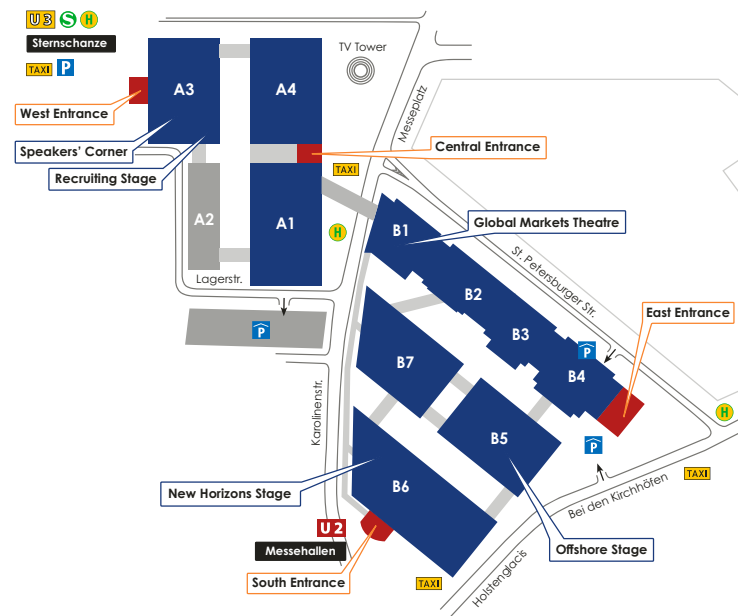 U3 S H
Sternschanze
TAXI P
West Entrance
A3
A4
TV Tower
Messeplatz
Speakers' Corner
Recruiting Stage
Central Entrance
TAXI
A2
A1
H
B1
Global Markets Theatre
St. Petersburger Str.
Lagerstr.
B2
East Entrance
P
B3
P
B7
B4
H
Karolinenstr.
B5
P
TAXI
New Horizons Stage
B6
Bei den Kirchhöfen
U2
Messehallen
Offshore Stage
South Entrance
TAXI
Holstenglacis